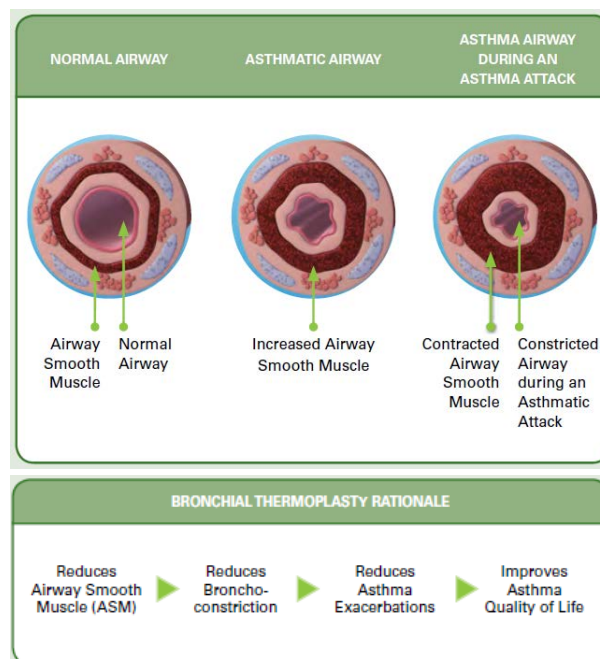 NORMAL AIRWAY
ASTHMATIC AIRWAY
ASTHMA AIRWAY
DURING AN
ASTHMA ATTACK
Airway
Smooth
Muscle
Normal
Airway
Increased Airway
Smooth Muscle
Contracted
Airway
Smooth
Muscle
Constricted
Airway
during an
Asthmatic
Attack
BRONCHIAL THERMOPLASTY RATIONALE
Reduces
Airway Smooth
Muscle (ASM)
Reduces
Broncho-
constriction
Reduces
Asthma
Exacerbations
Improves
Asthma
Quality of Life